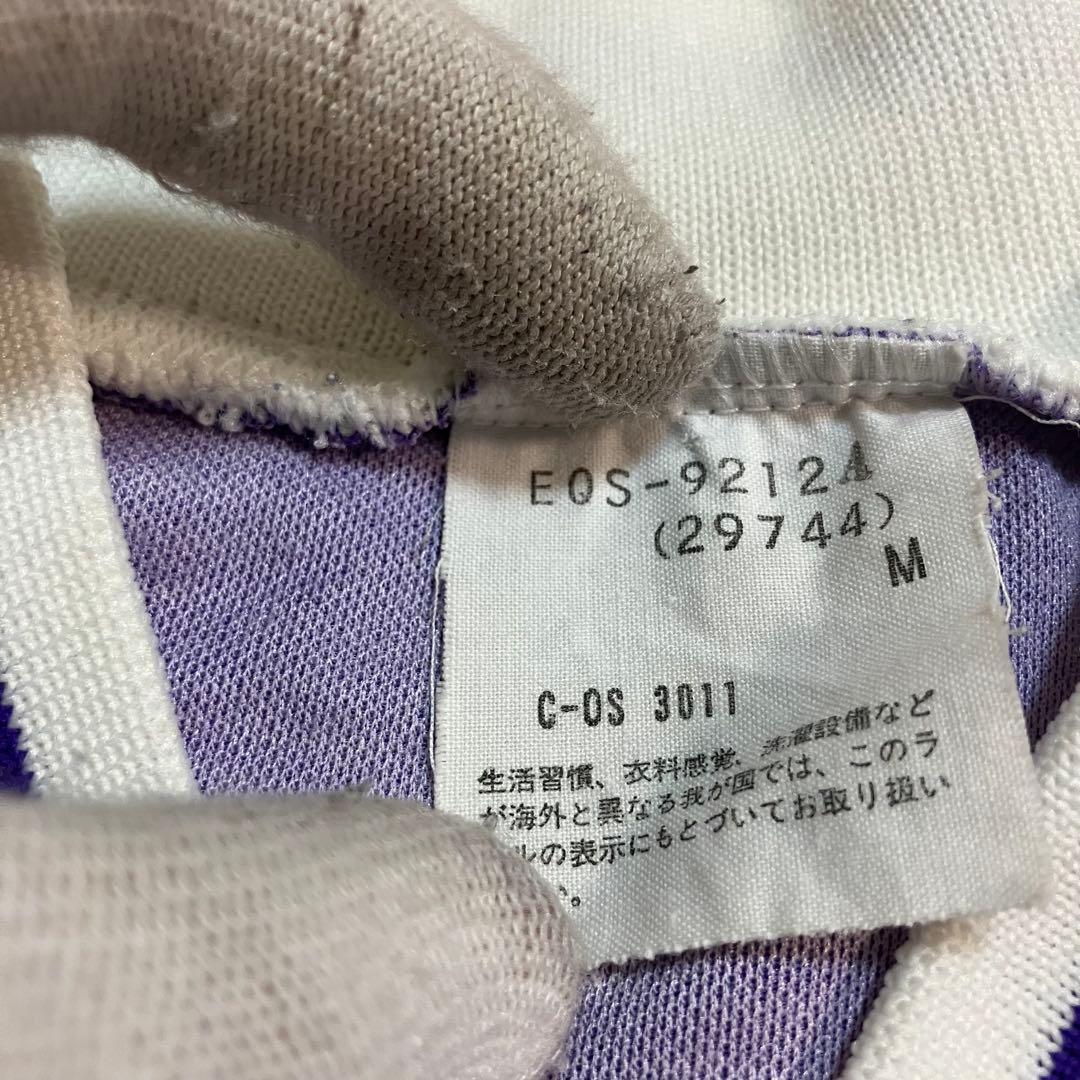 EQS-9212A
(29744)
M
C-OS 3011
生活習慣、衣料感覚、洗濯設備など
が海外と異なる我が国では、このラ
ルの表示にもとづいてお取り扱い
。